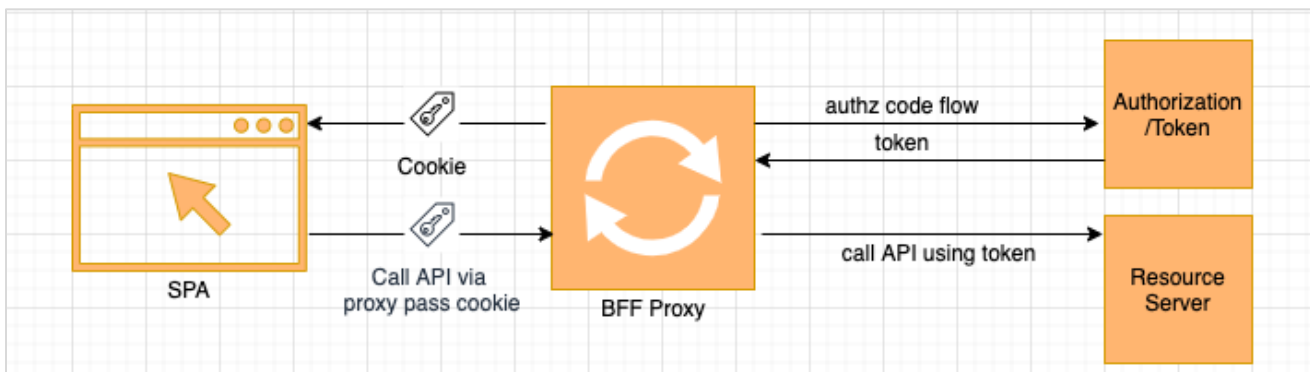 authz code flow
Authorization
/Token
token
Cookie
Call API via
proxy pass cookie
call API using token
SPA
BFF Proxy
Resource
Server